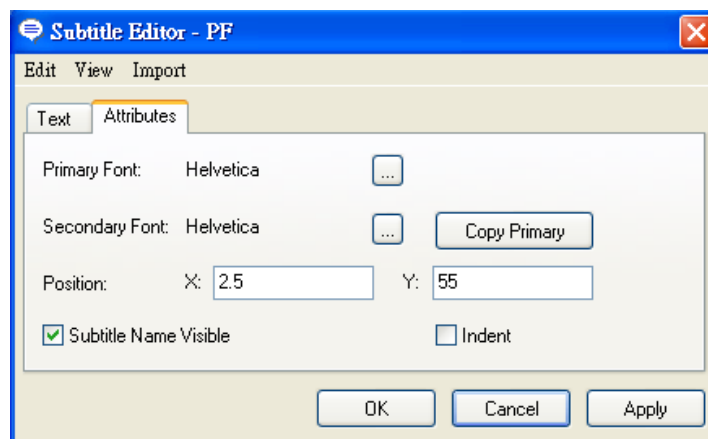 Subtitle Editor - PF
Edit View Import
Text Attributes
Primary Font: Helvetica ...
Secondary Font: Helvetica ... Copy Primary
Position: X: 2.5 Y: 55
Subtitle Name Visible Indent
OK Cancel Apply